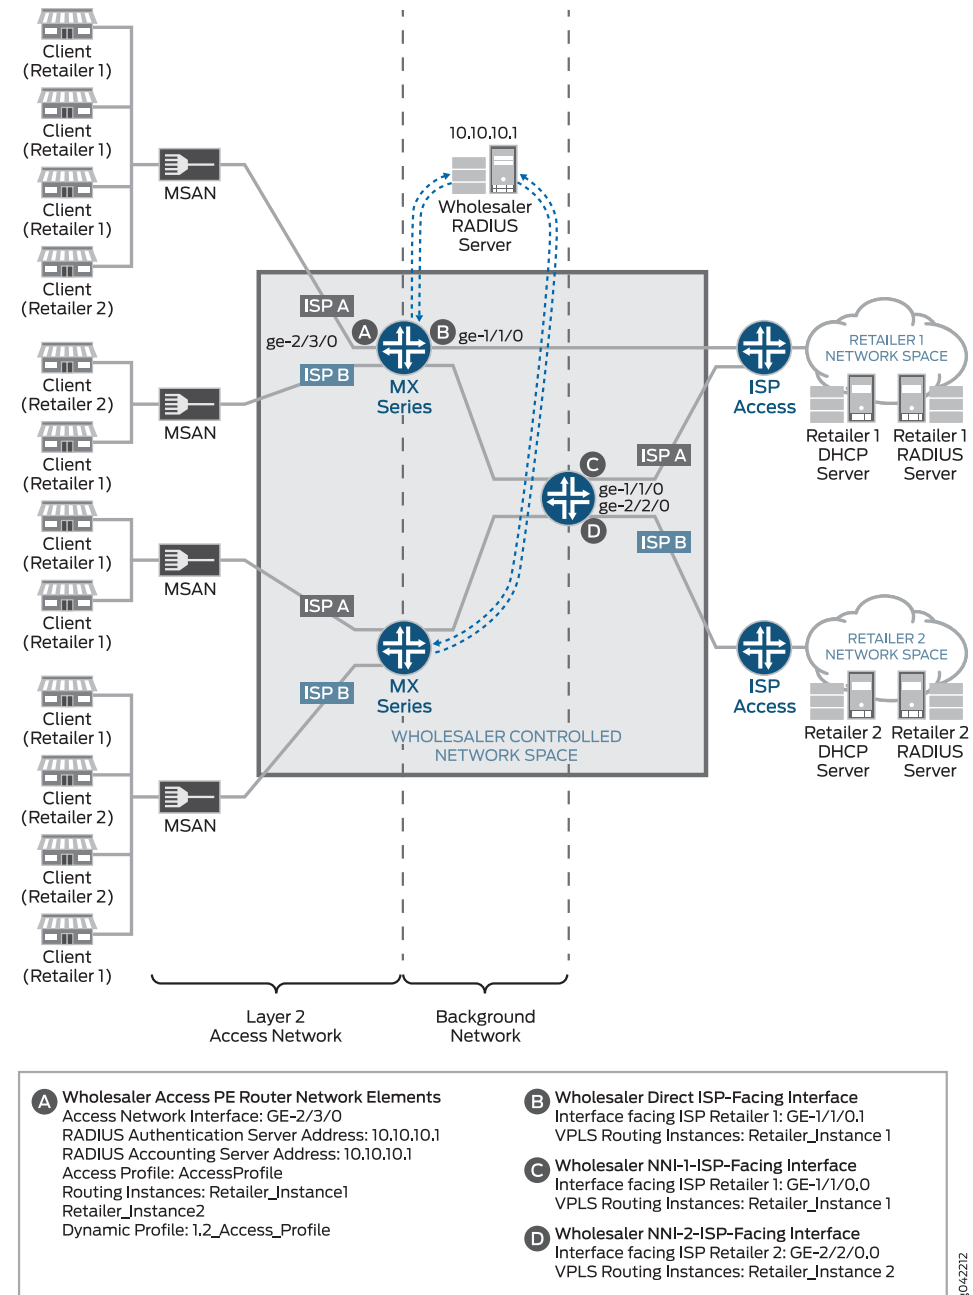 Client
(Retailer 1)
Client
(Retailer 1)
Client
(Retailer 1)
Client
(Retailer 2)
MSAN
10.10.10.1
Wholesaler
RADIUS
Server
ISP A
A
B
ge-2/3/0
ge-1/1/0
ISP B
MX
Series
ISP
Access
RETAILER 1
NETWORK SPACE
Retailer 1
DHCP
Server
Retailer 1
RADIUS
Server
Client
(Retailer 2)
Client
(Retailer 1)
MSAN
C
ISP A
ge-1/1/0
ge-2/2/0
D
ISP B
Client
(Retailer 1)
Client
(Retailer 1)
MSAN
ISP A
ISP B
MX
Series
ISP
Access
RETAILER 2
NETWORK SPACE
Retailer 2
DHCP
Server
Retailer 2
RADIUS
Server
WHOLESALER CONTROLLED
NETWORK SPACE
Client
(Retailer 1)
Client
(Retailer 2)
Client
(Retailer 2)
Client
(Retailer 1)
MSAN
Layer 2
Access Network
Background
Network
A Wholesaler Access PE Router Network Elements
Access Network Interface: GE-2/3/0
RADIUS Authentication Server Address: 10.10.10.1
RADIUS Accounting Server Address: 10.10.10.1
Access Profile: AccessProfile
Routing Instances: Retailer_Instance1
Retailer_Instance2
Dynamic Profile: 1.2_Access_Profile
B Wholesaler Direct ISP-Facing Interface
Interface facing ISP Retailer 1: GE-1/1/0.1
VPLS Routing Instances: Retailer_Instance 1
C Wholesaler NNI-1-ISP-Facing Interface
Interface facing ISP Retailer 1: GE-1/1/0.0
VPLS Routing Instances: Retailer_Instance 1
D Wholesaler NNI-2-ISP-Facing Interface
Interface facing ISP Retailer 2: GE-2/2/0.0
VPLS Routing Instances: Retailer_Instance 2